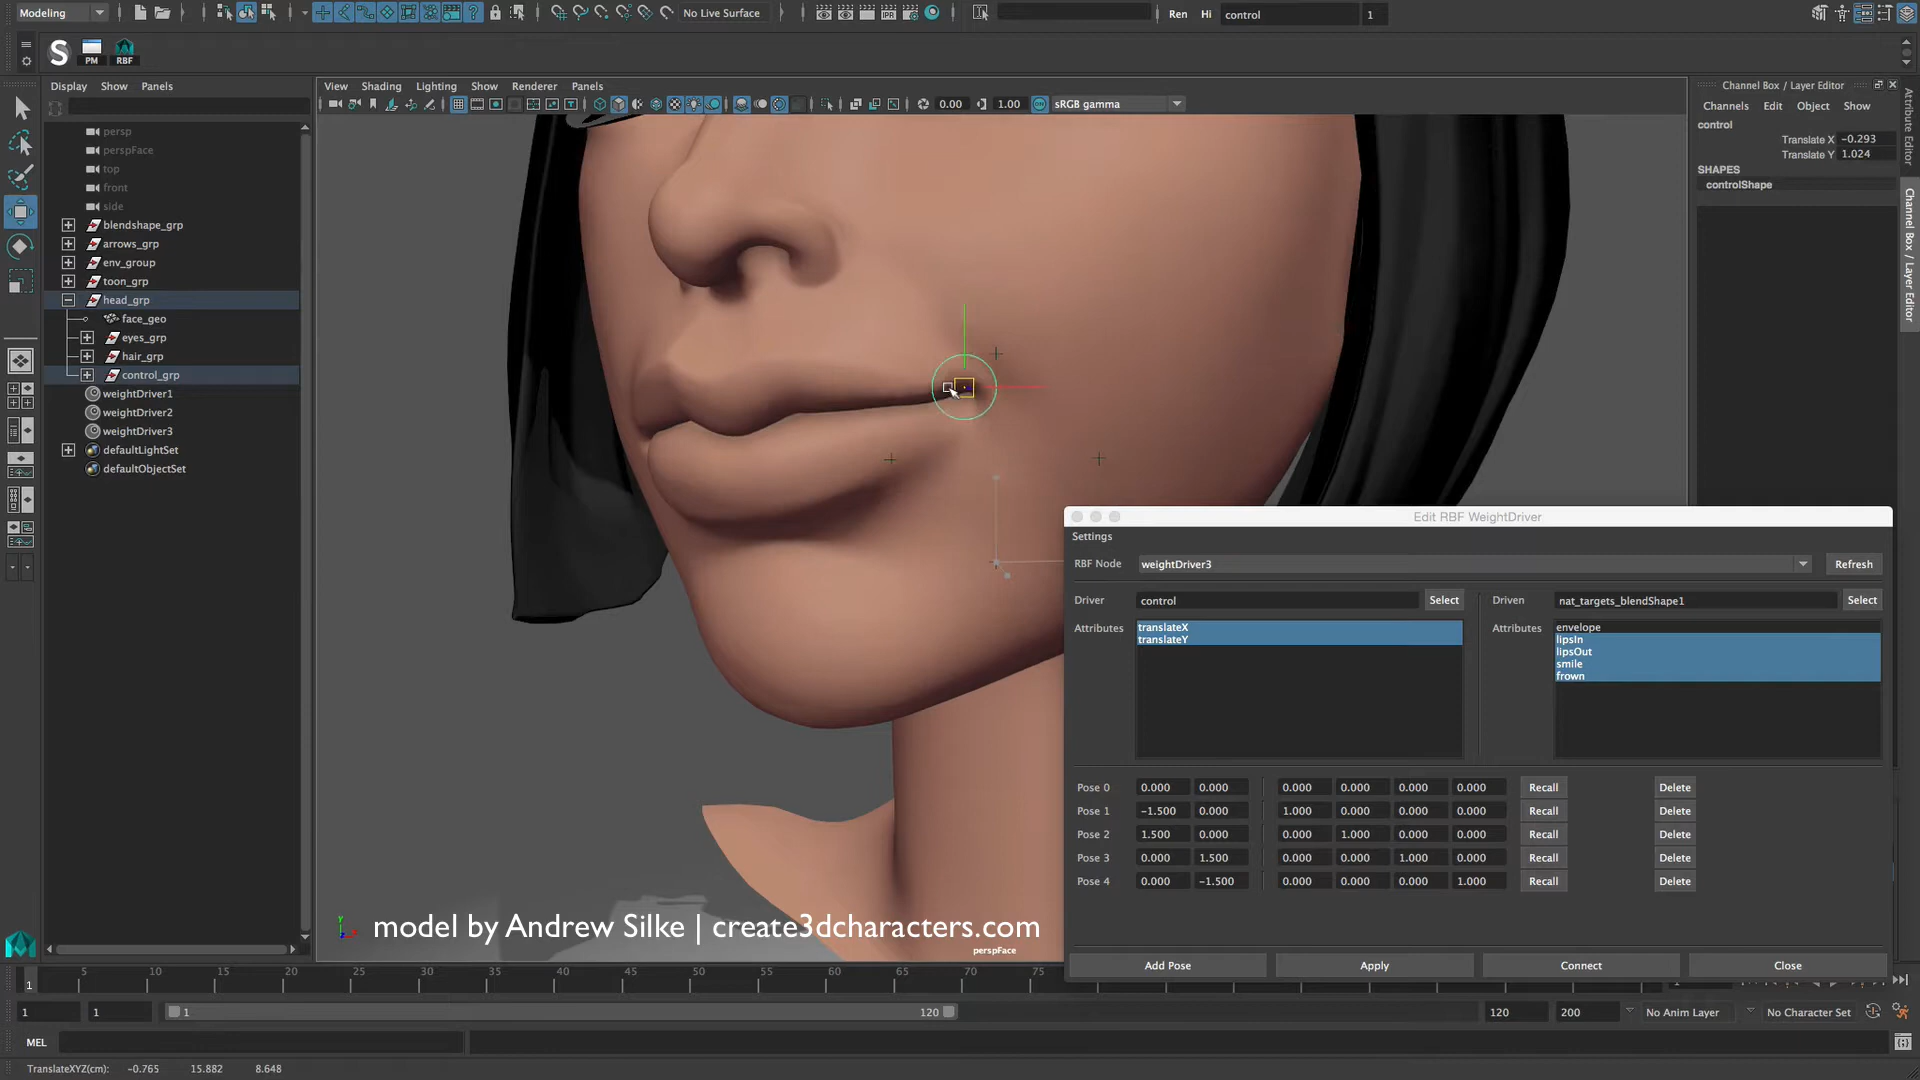 Modeling
No Live Surface
Ren
Hi
control
1
IPR
S
PM
RBF
Display Show Panels
View Shading Lighting Show Renderer Panels
0.00
1.00
sRGB gamma
Channel Box / Layer Editor
Channels Edit Object Show
control
Translate X -0.293
Translate Y 1.024
SHAPES
controlShape
Attribute Editor
Channel Box / Layer Editor
persp
perspFace
top
front
side
blendshape_grp
arrows_grp
env_group
toon_grp
head_grp
face_geo
eyes_grp
hair_grp
control_grp
weightDriver1
weightDriver2
weightDriver3
defaultLightSet
defaultObjectSet
Edit RBF WeightDriver
Settings
RBF Node weightDriver3 Refresh
Driver control Select Driven nat_targets_blendShape1 Select
Attributes translateX translateY
Attributes envelope lipsIn lipsOut smile frown
Pose 0 0.000 0.000 0.000 0.000 0.000 0.000 Recall Delete
Pose 1 -1.500 0.000 1.000 0.000 0.000 0.000 Recall Delete
Pose 2 1.500 0.000 0.000 1.000 0.000 0.000 Recall Delete
Pose 3 0.000 1.500 0.000 0.000 1.000 0.000 Recall Delete
Pose 4 0.000 -1.500 0.000 0.000 0.000 1.000 Recall Delete
Add Pose Apply Connect Close
model by Andrew Silke | create3dcharacters.com
perspFace
5 10 15 20 25 30 35 40 45 50 55 60 65 70 75
1
1 1 1 120 120 200 No Anim Layer No Character Set
MEL
TranslateXYZ(cm): -0.765 15.882 8.648